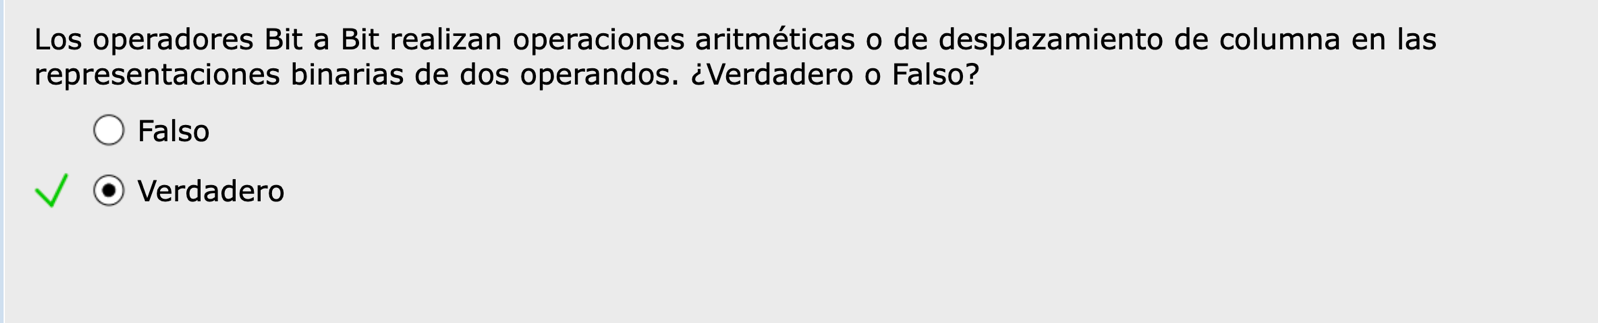 Los operadores Bit a Bit realizan operaciones aritméticas o de desplazamiento de columna en las
representaciones binarias de dos operandos. ¿Verdadero o Falso?
Falso
Verdadero